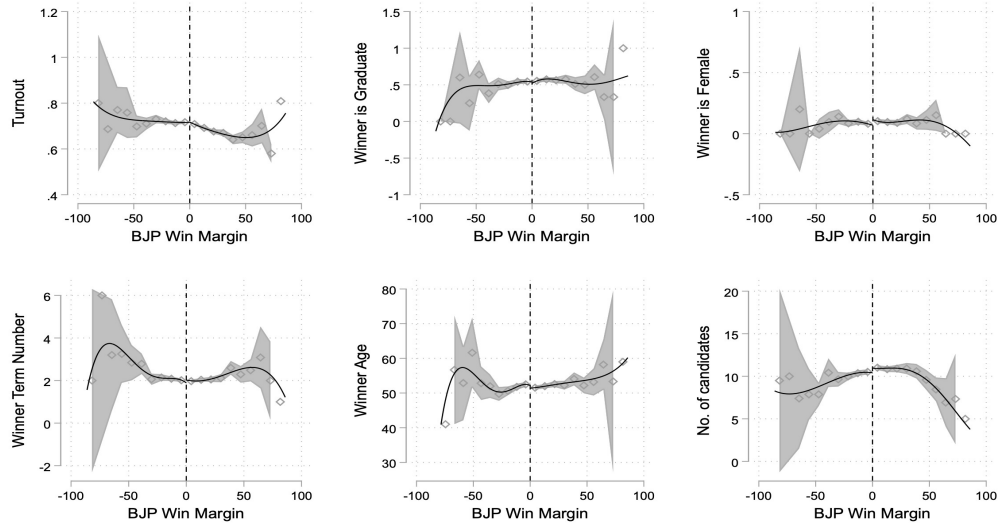 Turnout
1.2
1
.8
.6
.4
-100 -50 0 50 100
BJP Win Margin
Winner is Graduate
1.5
1
.5
0
-.5
-1
-100 -50 0 50 100
BJP Win Margin
Winner is Female
1
.5
0
-.5
-100 -50 0 50 100
BJP Win Margin
Winner Term Number
6
4
2
0
-2
-100 -50 0 50 100
BJP Win Margin
Winner Age
80
70
60
50
40
30
-100 -50 0 50 100
BJP Win Margin
No. of candidates
20
15
10
5
0
-100 -50 0 50 100
BJP Win Margin